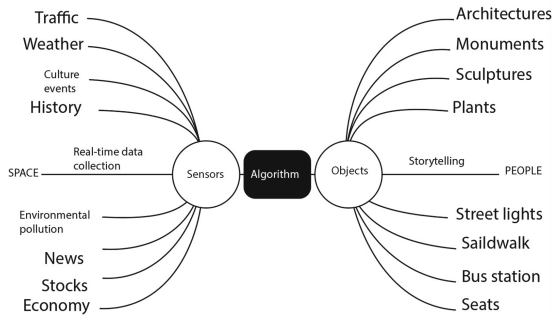 Traffic
Weather
Culture
events
History
Real-time data
collection
SPACE
Environmental
pollution
News
Stocks
Economy
Sensors
Algorithm
Objects
Architectures
Monuments
Sculptures
Plants
Storytelling
PEOPLE
Street lights
Saildwalk
Bus station
Seats